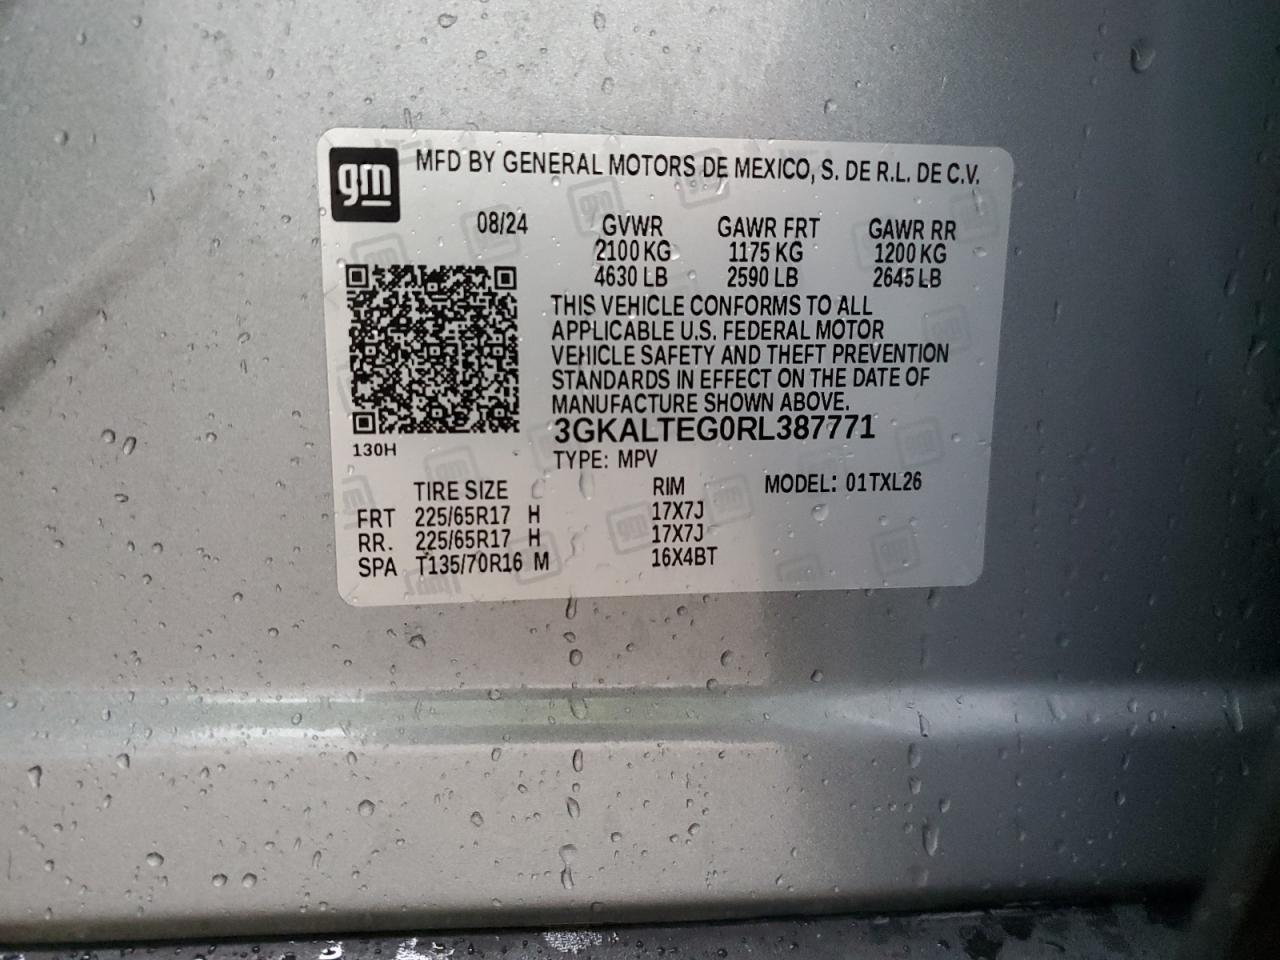 gm
MFD BY GENERAL MOTORS DE MEXICO, S. DE R.L. DE C.V.
08/24 GVWR GAWR FRT GAWR RR
2100 KG 1175 KG 1200 KG
4630 LB 2590 LB 2645 LB
THIS VEHICLE CONFORMS TO ALL
APPLICABLE U.S. FEDERAL MOTOR
VEHICLE SAFETY AND THEFT PREVENTION
STANDARDS IN EFFECT ON THE DATE OF
MANUFACTURE SHOWN ABOVE.
3GKALTEG0RL387771
130H
TYPE: MPV
TIRE SIZE RIM MODEL: 01TXL26
FRT 225/65R17 H 17X7J
RR. 225/65R17 H 17X7J
SPA T135/70R16 M 16X4BT